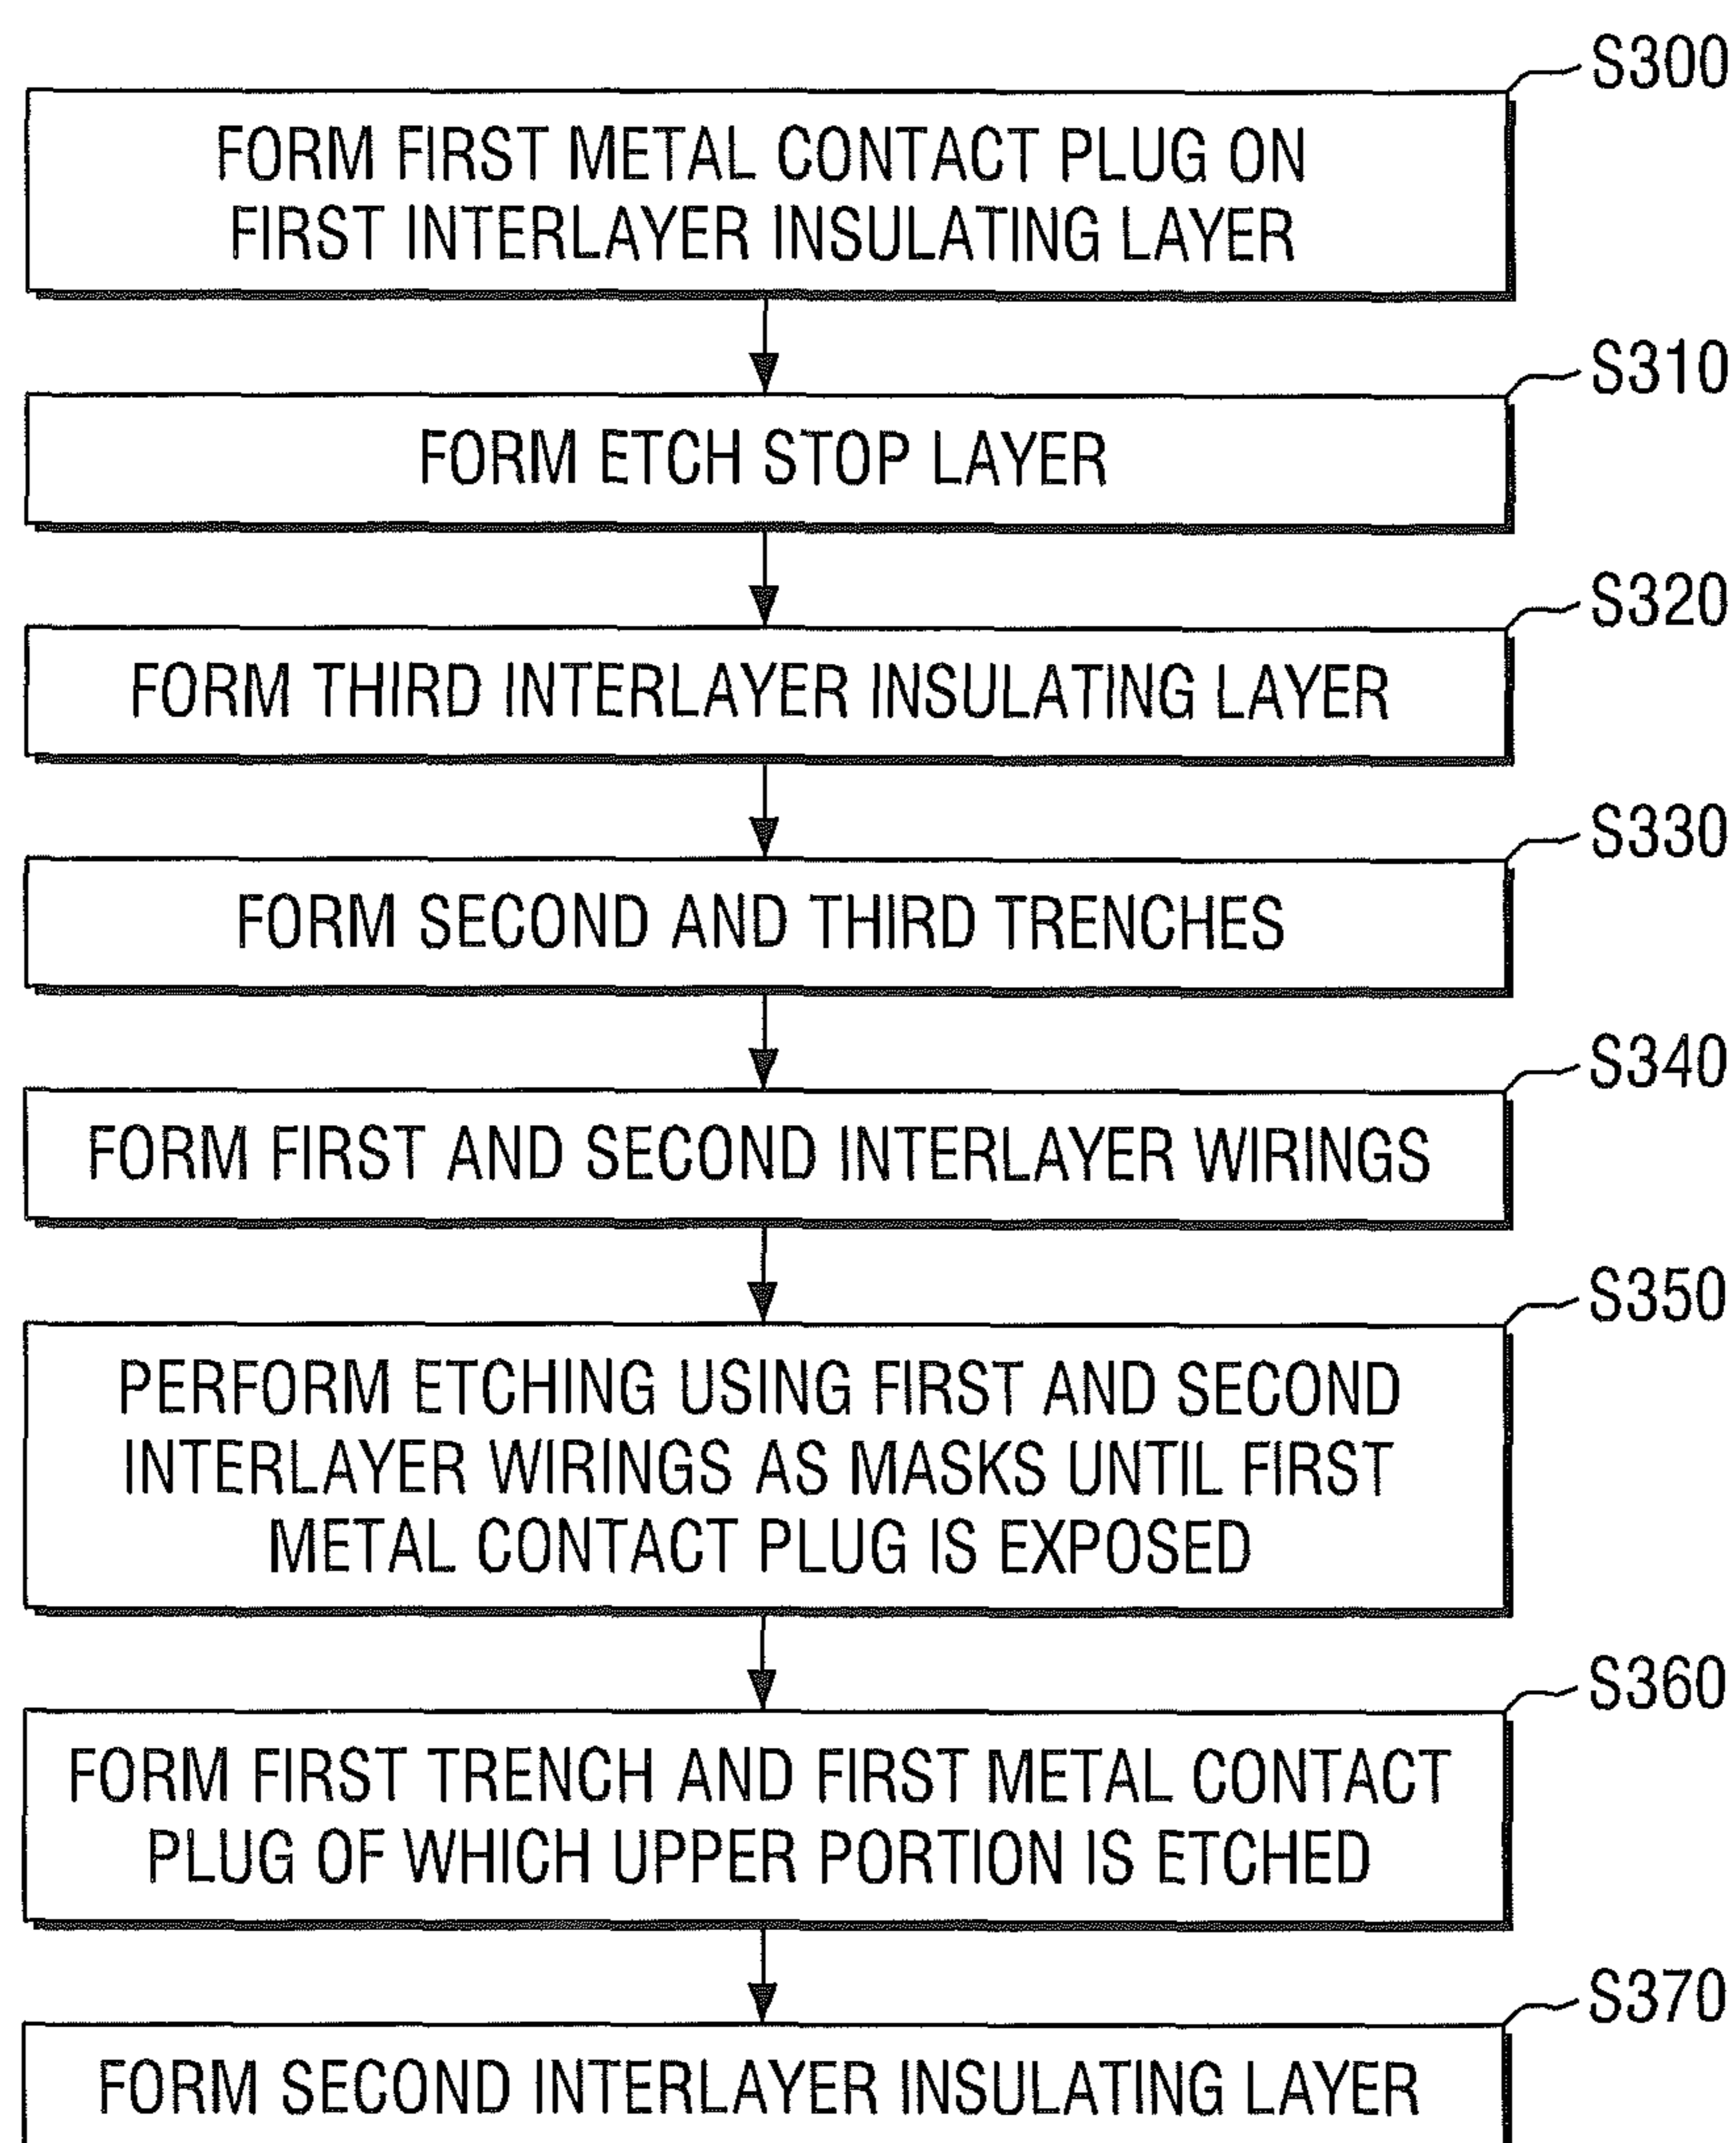 S300
FORM FIRST METAL CONTACT PLUG ON
FIRST INTERLAYER INSULATING LAYER
S310
FORM ETCH STOP LAYER
S320
FORM THIRD INTERLAYER INSULATING LAYER
S330
FORM SECOND AND THIRD TRENCHES
S340
FORM FIRST AND SECOND INTERLAYER WIRINGS
S350
PERFORM ETCHING USING FIRST AND SECOND
INTERLAYER WIRINGS AS MASKS UNTIL FIRST
METAL CONTACT PLUG IS EXPOSED
S360
FORM FIRST TRENCH AND FIRST METAL CONTACT
PLUG OF WHICH UPPER PORTION IS ETCHED
S370
FORM SECOND INTERLAYER INSULATING LAYER